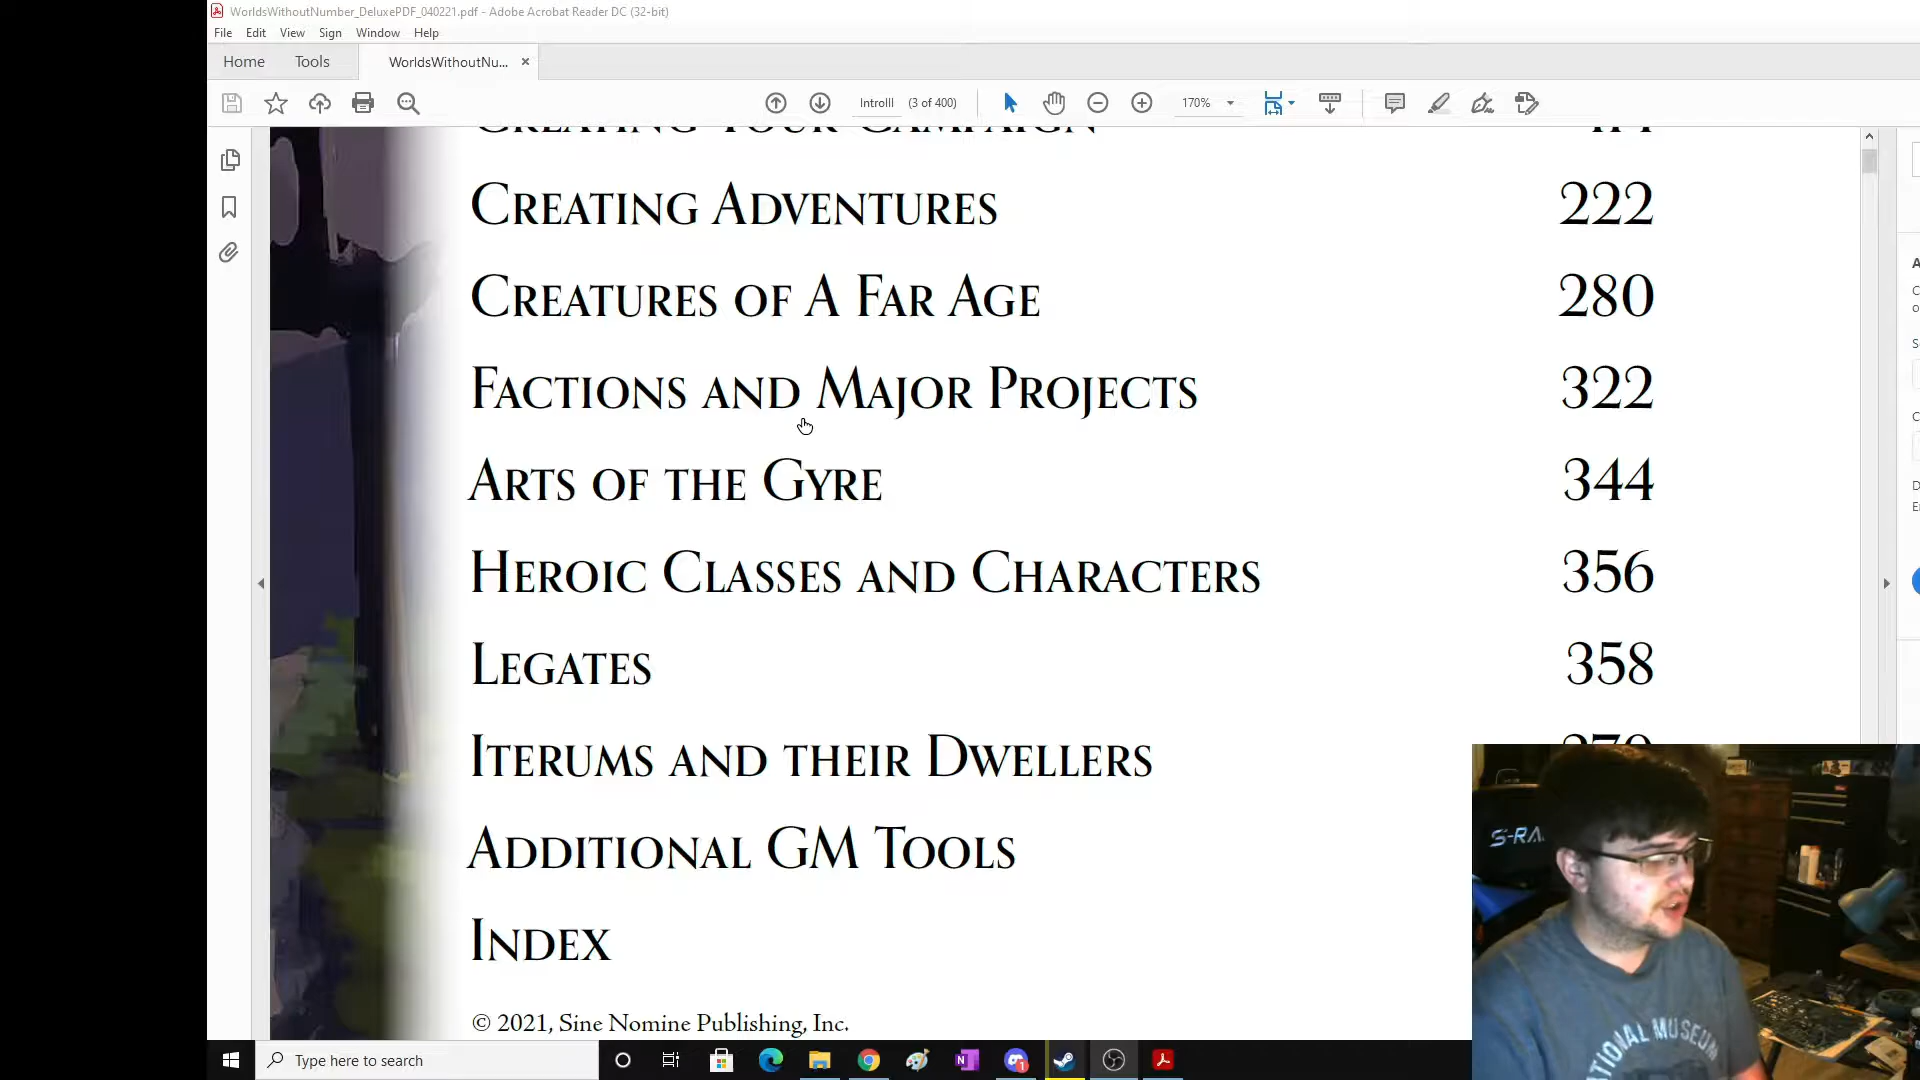 WorldsWithoutNumber_DeluxePDF_040221.pdf - Adobe Acrobat Reader DC (32-bit)
File Edit View Sign Window Help
Home Tools WorldsWithoutNu... ×
IntroIII (3 of 400) 170%
Creating Your Campaign
Creating Adventures 222
Creatures of A Far Age 280
Factions and Major Projects 322
Arts of the Gyre 344
Heroic Classes and Characters 356
Legates 358
Iterums and their Dwellers
Additional GM Tools
Index
© 2021, Sine Nomine Publishing, Inc.
Type here to search